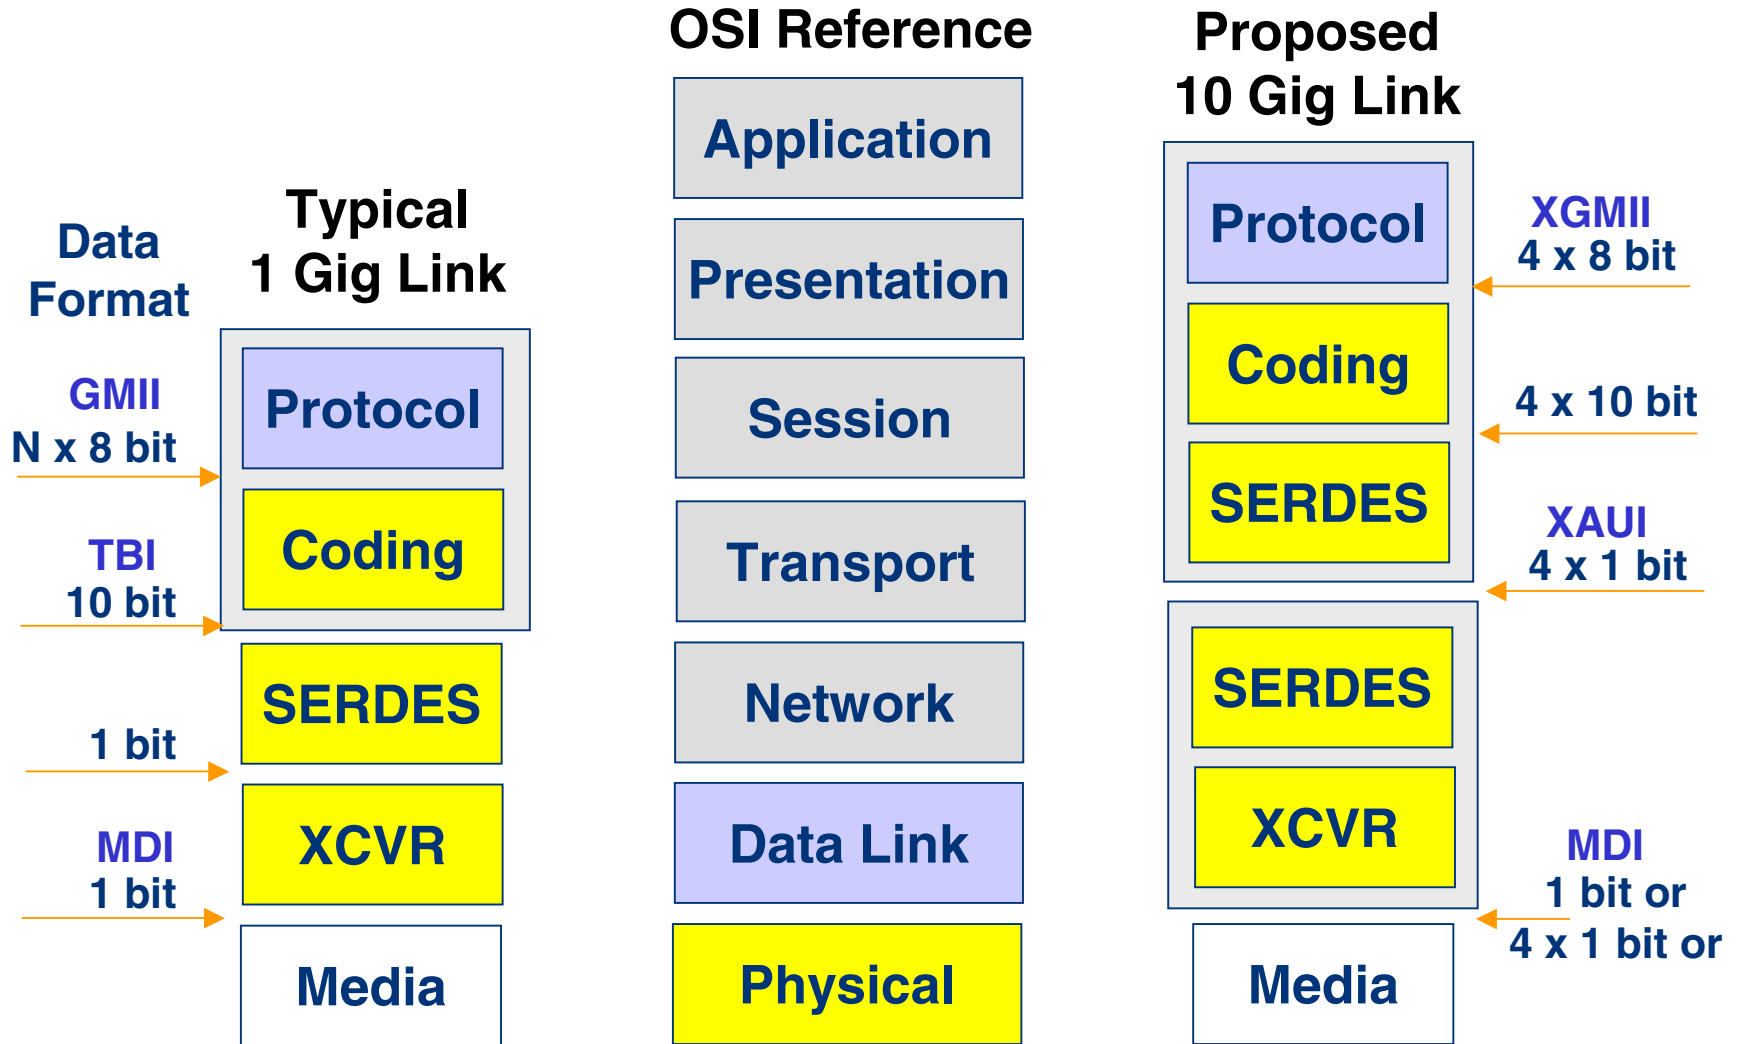 OSI Reference
Application
Presentation
Session
Transport
Network
Data Link
Physical
Data
Format
GMII
N x 8 bit
TBI
10 bit
1 bit
MDI
1 bit
Typical
1 Gig Link
Protocol
Coding
SERDES
XCVR
Media
Proposed
10 Gig Link
Protocol
Coding
SERDES
SERDES
XCVR
Media
XGMII
4 x 8 bit
4 x 10 bit
XAUI
4 x 1 bit
MDI
1 bit or
4 x 1 bit or